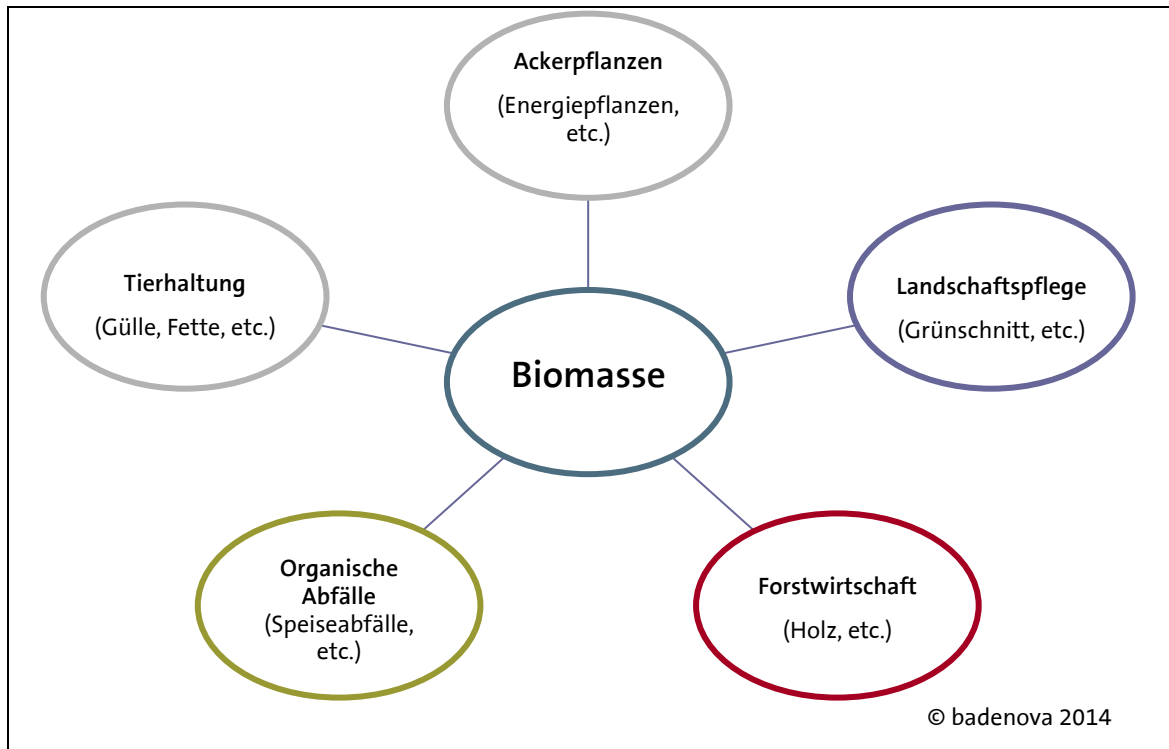 Ackerpflanzen
(Energiepflanzen,
etc.)
Tierhaltung
(Gülle, Fette, etc.)
Landschaftspflege
(Grünschnitt, etc.)
Biomasse
Organische
Abfälle
(Speiseabfälle,
etc.)
Forstwirtschaft
(Holz, etc.)
© badenova 2014